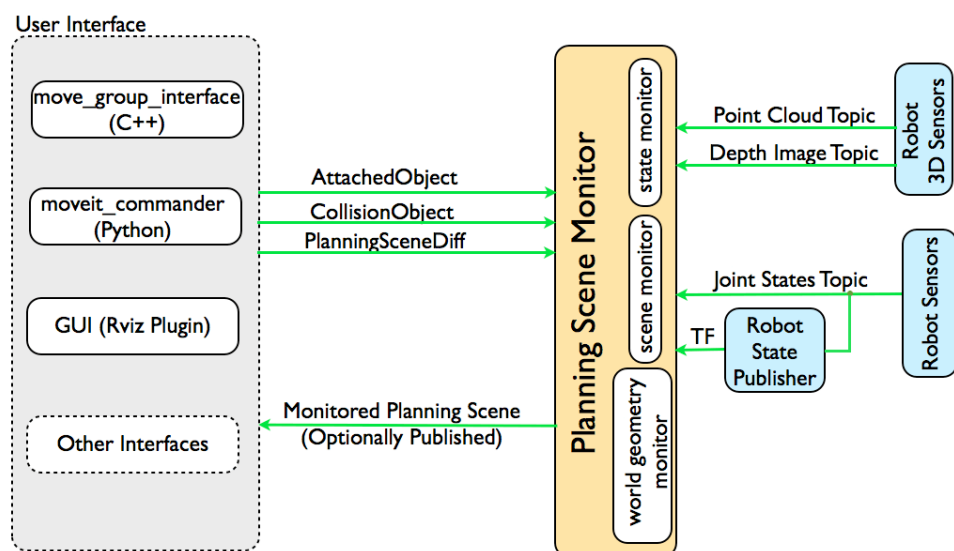 User Interface
move_group_interface
(C++)
moveit_commander
(Python)
GUI (Rviz Plugin)
Other Interfaces
AttachedObject
CollisionObject
PlanningSceneDiff
Monitored Planning Scene
(Optionally Published)
Planning Scene Monitor
state monitor
scene monitor
world geometry
monitor
Point Cloud Topic
Depth Image Topic
Joint States Topic
TF
Robot
State
Publisher
Robot
3D Sensors
Robot Sensors